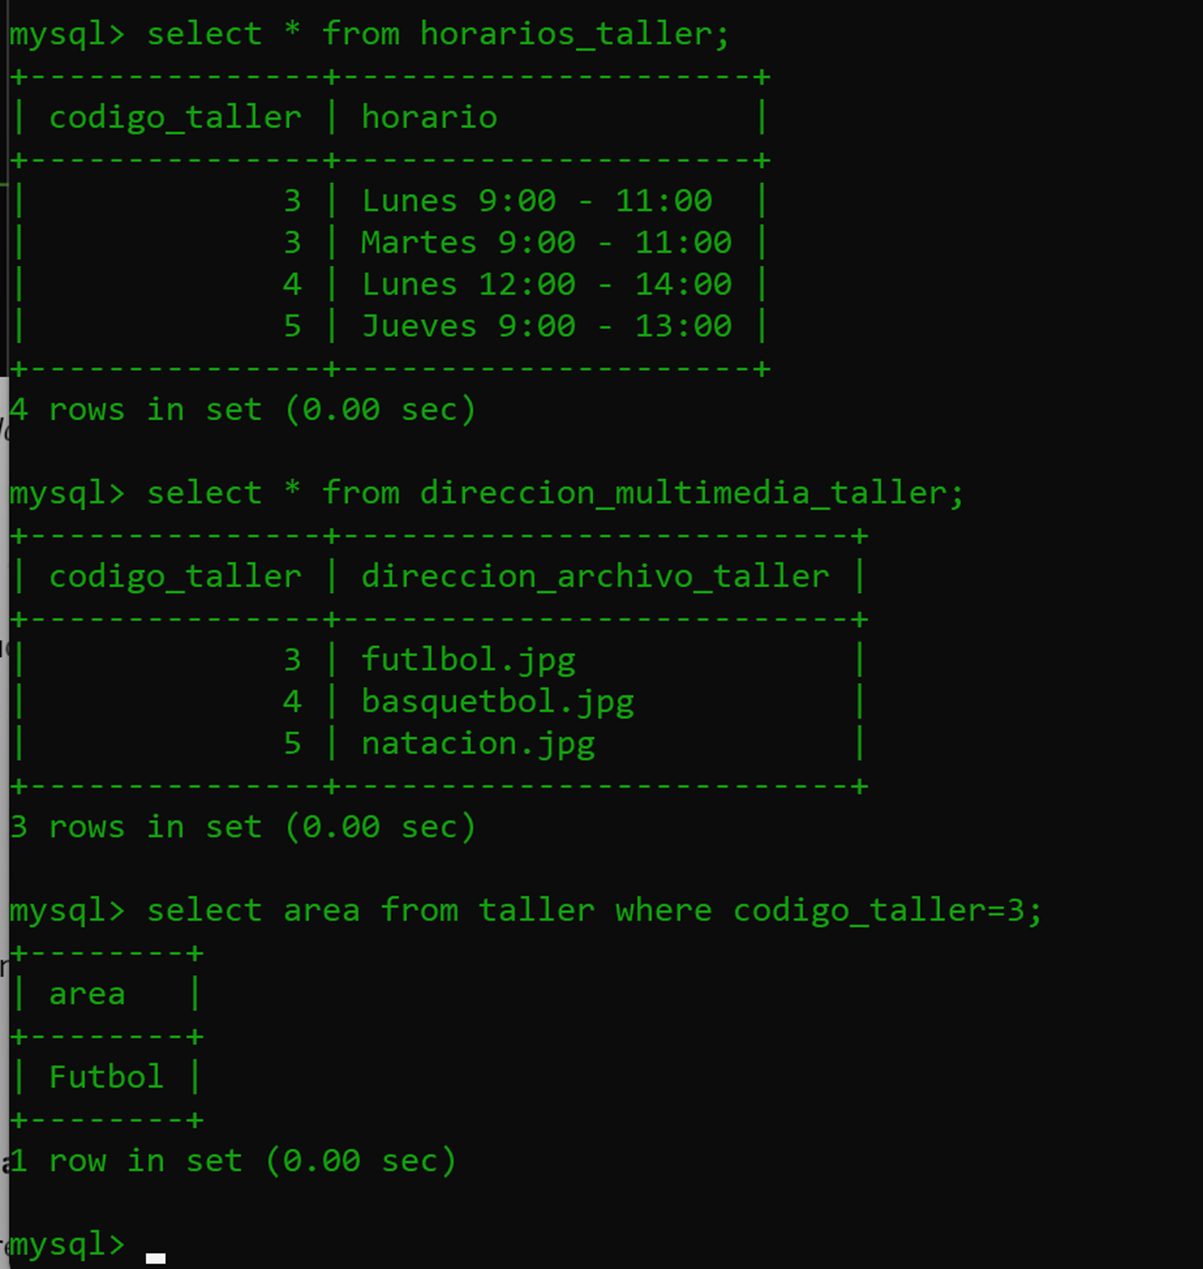 mysql> select * from horarios_taller;
+---------------+---------------------+
| codigo_taller | horario             |
+---------------+---------------------+
|             3 | Lunes 9:00 - 11:00  |
|             3 | Martes 9:00 - 11:00 |
|             4 | Lunes 12:00 - 14:00 |
|             5 | Jueves 9:00 - 13:00 |
+---------------+---------------------+
4 rows in set (0.00 sec)
mysql> select * from direccion_multimedia_taller;
+---------------+--------------------------+
| codigo_taller | direccion_archivo_taller |
+---------------+--------------------------+
|             3 | futlbol.jpg              |
|             4 | basquetbol.jpg           |
|             5 | natacion.jpg             |
+---------------+--------------------------+
3 rows in set (0.00 sec)
mysql> select area from taller where codigo_taller=3;
+--------+
| area   |
+--------+
| Futbol |
+--------+
1 row in set (0.00 sec)
mysql>